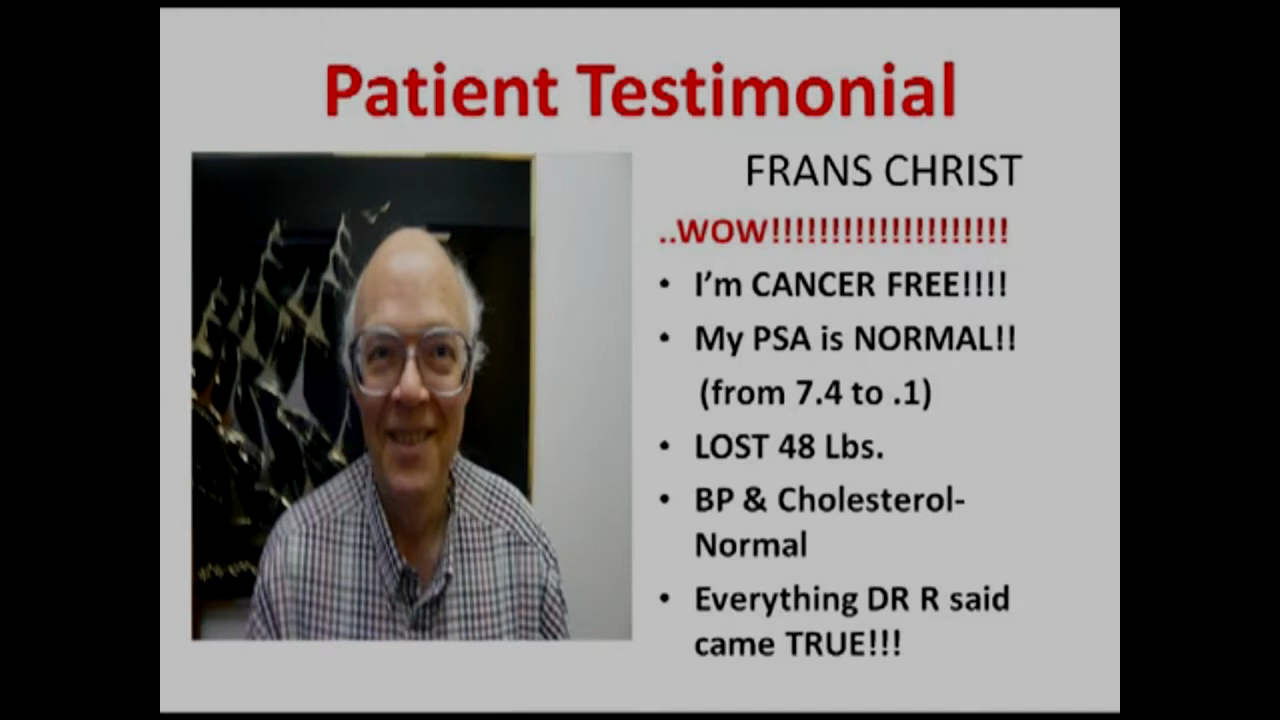 Patient Testimonial
FRANS CHRIST
..WOW!!!!!!!!!!!!!!!!!!!!
• I'm CANCER FREE!!!!
• My PSA is NORMAL!!
(from 7.4 to .1)
• LOST 48 Lbs.
• BP & Cholesterol-
Normal
• Everything DR R said
came TRUE!!!